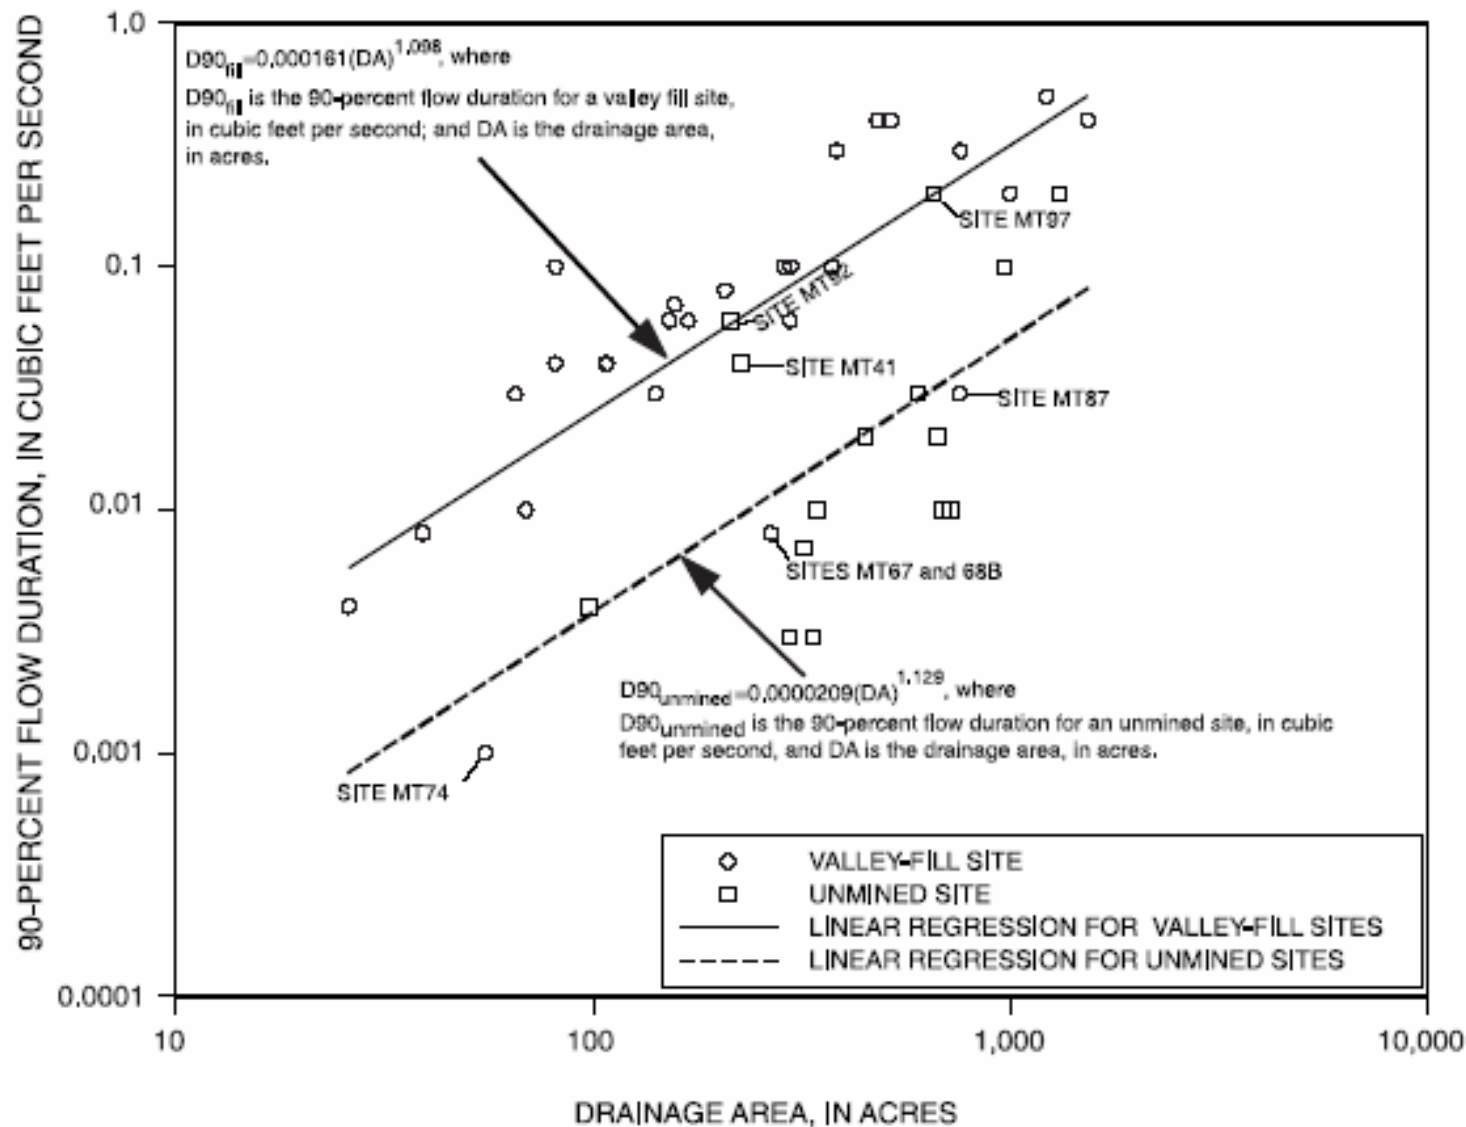 90-PERCENT FLOW DURATION, IN CUBIC FEET PER SECOND
1.0
0.1
0.01
0.001
0.0001
D90fill=0.000161(DA)1.098, where
D90fill is the 90-percent flow duration for a valley fill site,
in cubic feet per second; and DA is the drainage area,
in acres.
SITE MT97
SITE MT92
SITE MT41
SITE MT87
SITES MT67 and 68B
D90unmined=0.0000209(DA)1.129, where
D90unmined is the 90-percent flow duration for an unmined site, in cubic
feet per second, and DA is the drainage area, in acres.
SITE MT74
VALLEY-FILL SITE
UNMINED SITE
LINEAR REGRESSION FOR VALLEY-FILL SITES
LINEAR REGRESSION FOR UNMINED SITES
10
100
1,000
10,000
DRAINAGE AREA, IN ACRES